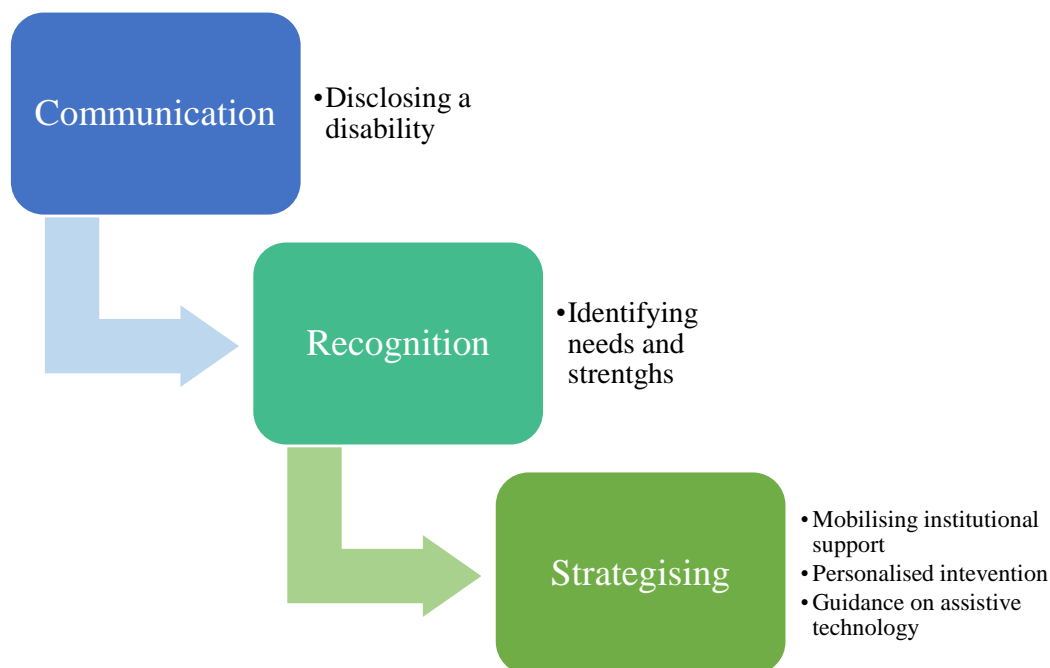 Communication
•Disclosing a
disability
Recognition
•Identifying
needs and
strentghs
Strategising
•Mobilising institutional
support
•Personalised intevention
•Guidance on assistive
technology